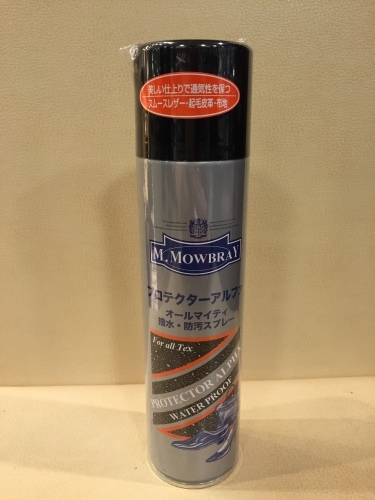 美しい仕上りで通気性を保つ
スムースレザー・起毛皮革・布地
M. MOWBRAY
プロテクターアルファ
オールマイティ
撥水・防汚スプレー
For all Tex
PROTECTOR ALPHA
WATER PROOF